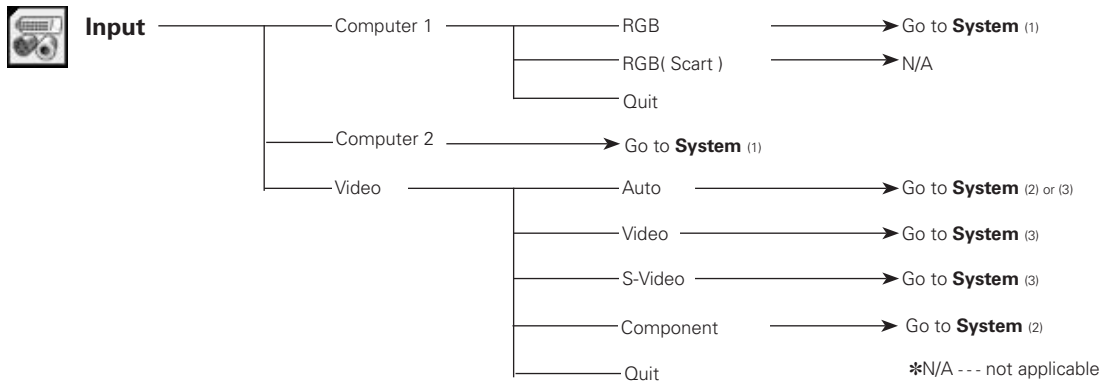 Input Computer 1 RGB Go to System (1)
RGB( Scart ) N/A
Quit
Computer 2 Go to System (1)
Video Auto Go to System (2) or (3)
Video Go to System (3)
S-Video Go to System (3)
Component Go to System (2)
Quit ✽N/A - - - not applicable